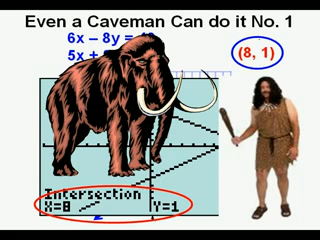 Even a Caveman Can do it No. 1
6x – 8y =
5x +
(8, 1)
Intersection
X=8 Y=1